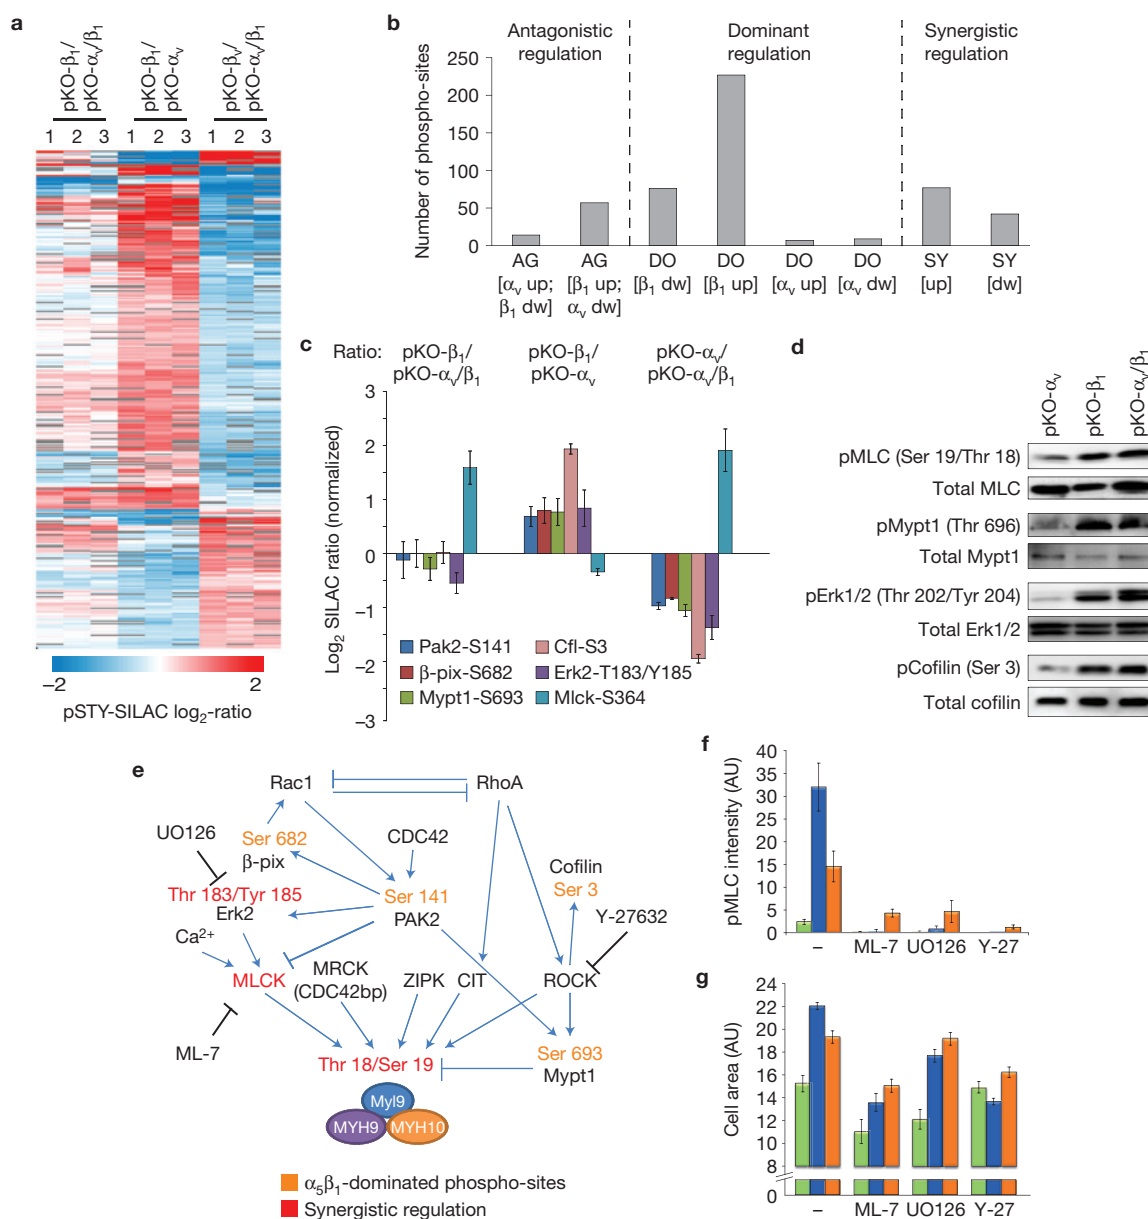 a
pKO-β1/
pKO-αv/β1
pKO-β1/
pKO-αv
pKO-βv/
pKO-αv/β1
1 2 3 1 2 3 1 2 3
−2 2
pSTY-SILAC log2-ratio
b
Antagonistic
regulation
Dominant
regulation
Synergistic
regulation
Number of phospho-sites
250
200
150
100
50
0
AG
[αv up;
β1 dw]
AG
[β1 up;
αv dw]
DO
[β1 dw]
DO
[β1 up]
DO
[αv up]
DO
[αv dw]
SY
[up]
SY
[dw]
c
Ratio:
pKO-β1/
pKO-αv/β1
pKO-β1/
pKO-αv
pKO-αv/
pKO-αv/β1
Log2 SILAC ratio (normalized)
3
2
1
0
−1
−2
−3
Pak2-S141
β-pix-S682
Mypt1-S693
Cfl-S3
Erk2-T183/Y185
Mlck-S364
d
pKO-αv
pKO-β1
pKO-αv/β1
pMLC (Ser 19/Thr 18)
Total MLC
pMypt1 (Thr 696)
Total Mypt1
pErk1/2 (Thr 202/Tyr 204)
Total Erk1/2
pCofilin (Ser 3)
Total cofilin
e
Rac1
RhoA
UO126
Ser 682
β-pix
CDC42
Cofilin
Ser 3
Thr 183/Tyr 185
Erk2
Ser 141
PAK2
Y-27632
Ca2+
MLCK
MRCK
(CDC42bp)
ZIPK
CIT
ROCK
ML-7
Thr 18/Ser 19
Ser 693
Mypt1
Myl9
MYH9
MYH10
α5β1-dominated phospho-sites
Synergistic regulation
f
pMLC intensity (AU)
40
35
30
25
20
15
10
5
0
– ML-7 UO126 Y-27
g
Cell area (AU)
24
22
20
18
16
14
12
10
8
0
– ML-7 UO126 Y-27